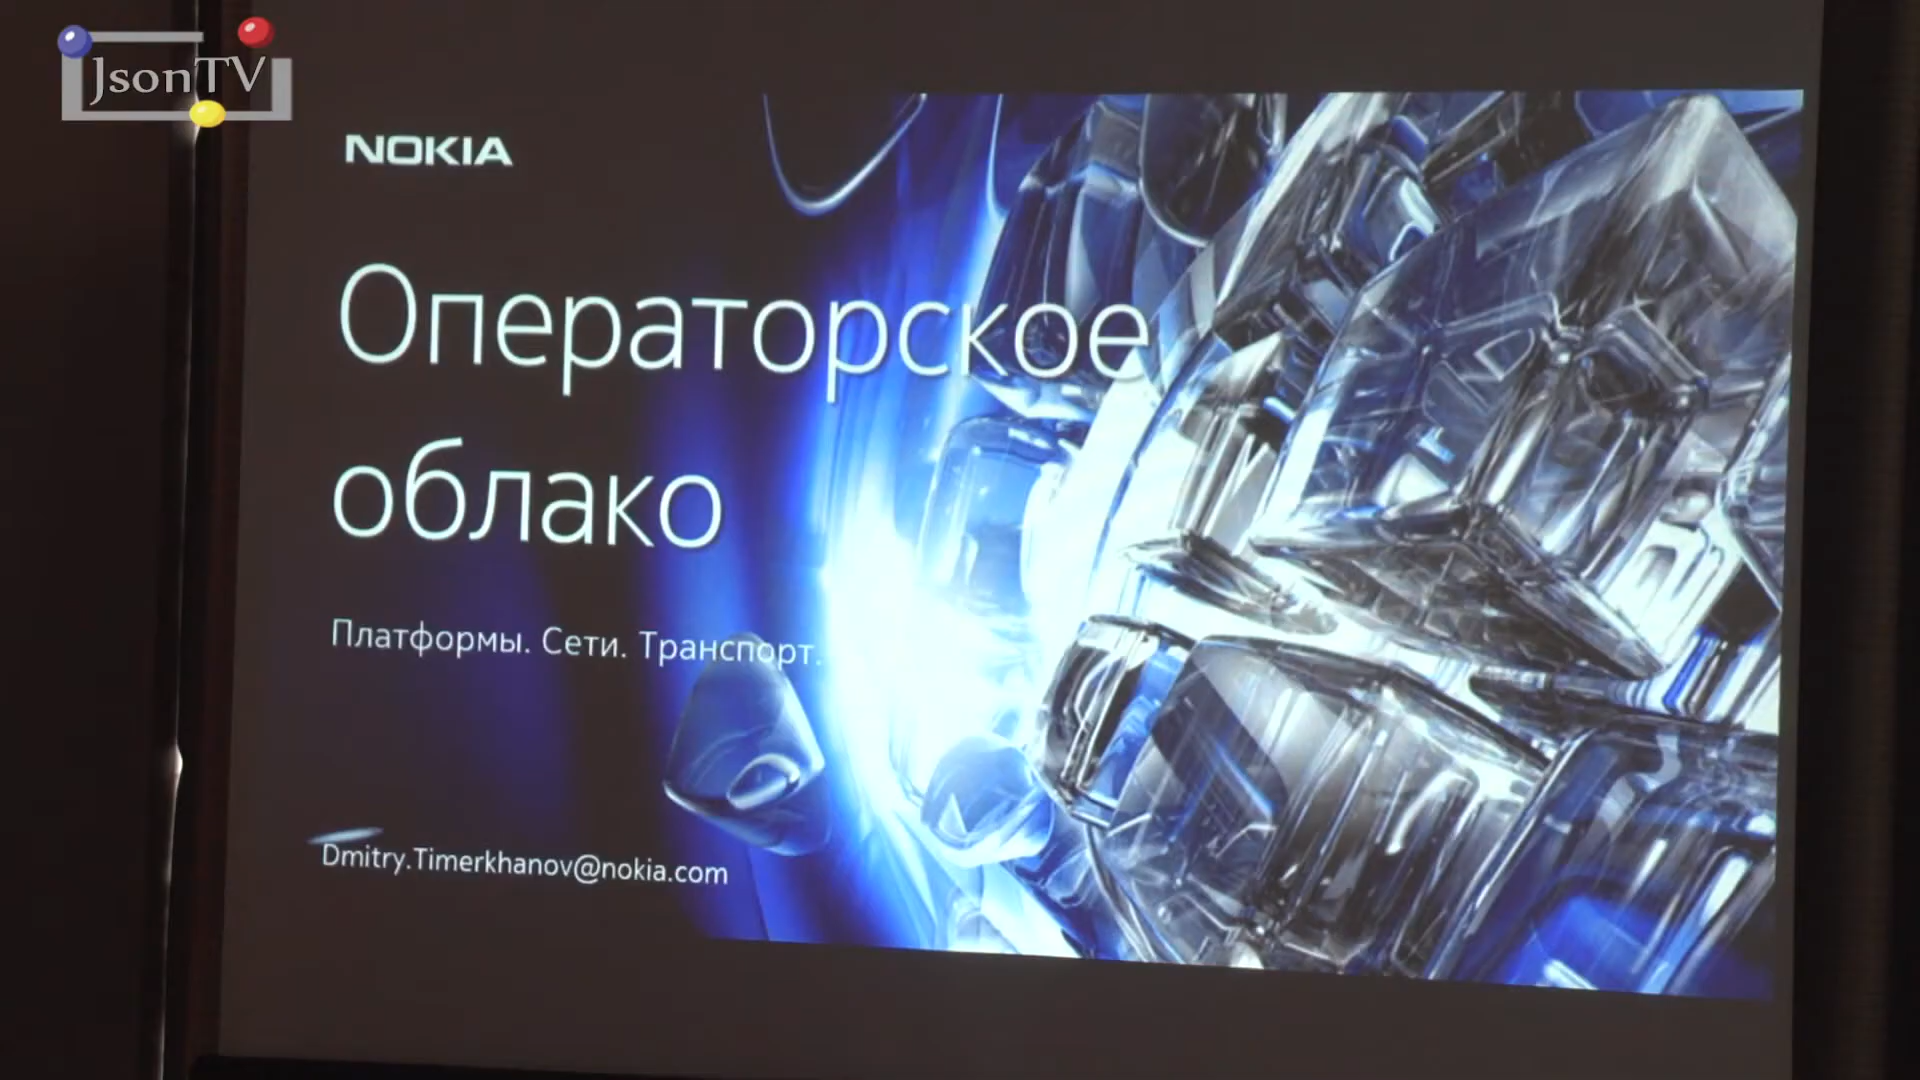 JsonTV
NOKIA
Операторское
облако
Платформы. Сети. Транспорт.
Dmitry.Timerkhanov@nokia.com